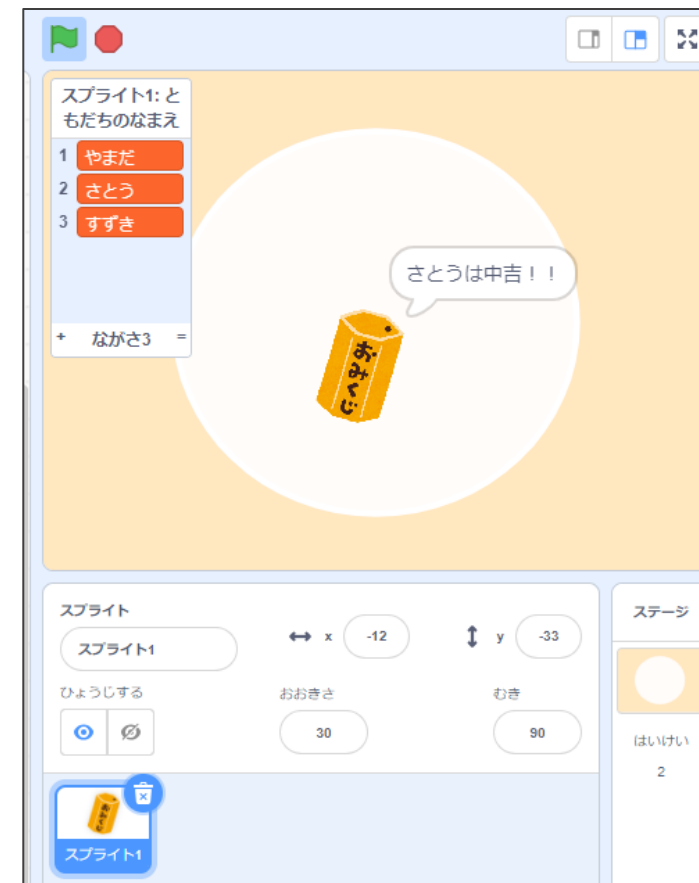 スプライト1: と
もだちのなまえ
1 やまだ
2 さとう
3 すずき
+ ながさ3 =
さとうは中吉！！
おみくじ
スプライト
スプライト1
x -12
y -33
ひょうじする
おおきさ
30
むき
90
スプライト1
ステージ
はいけい
2